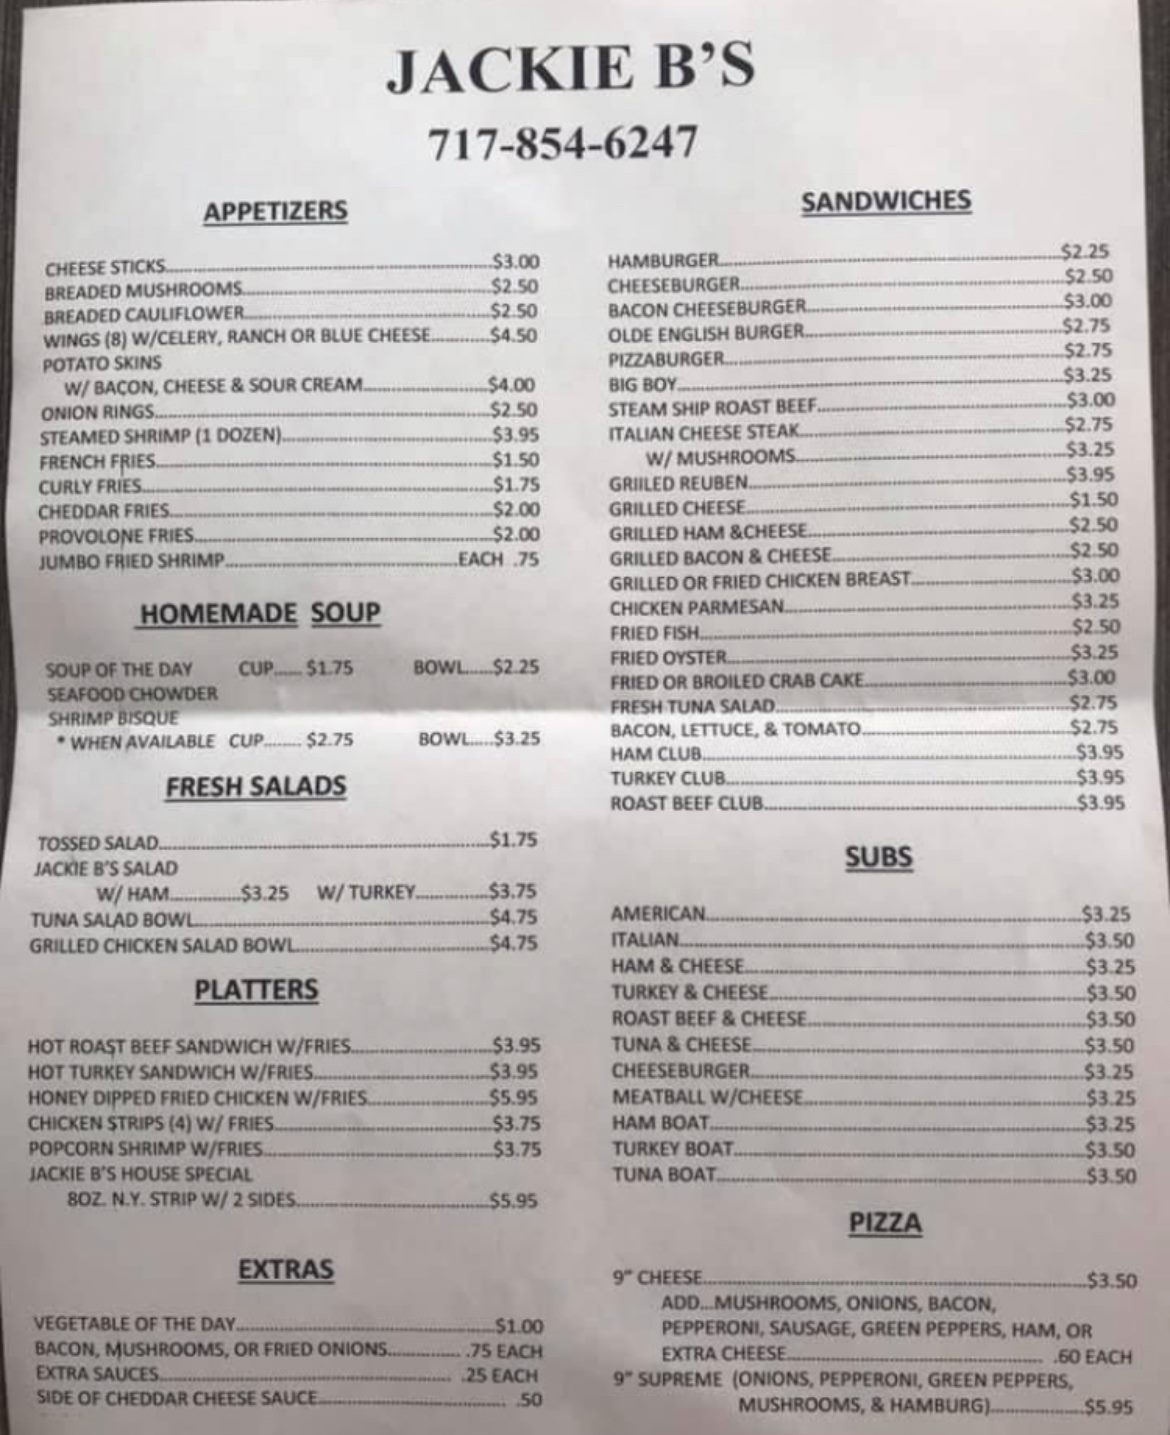 JACKIE B'S
717-854-6247
APPETIZERS
CHEESE STICKS $3.00
BREADED MUSHROOMS $2.50
BREADED CAULIFLOWER $2.50
WINGS (8) W/CELERY, RANCH OR BLUE CHEESE $4.50
POTATO SKINS
W/ BACON, CHEESE & SOUR CREAM $4.00
ONION RINGS $2.50
STEAMED SHRIMP (1 DOZEN) $3.95
FRENCH FRIES $1.50
CURLY FRIES $1.75
CHEDDAR FRIES $2.00
PROVOLONE FRIES $2.00
JUMBO FRIED SHRIMP EACH .75
HOMEMADE SOUP
SOUP OF THE DAY CUP...... $1.75 BOWL.....$2.25
SEAFOOD CHOWDER
SHRIMP BISQUE
* WHEN AVAILABLE CUP........ $2.75 BOWL.....$3.25
FRESH SALADS
TOSSED SALAD $1.75
JACKIE B'S SALAD
W/ HAM $3.25 W/ TURKEY $3.75
TUNA SALAD BOWL $4.75
GRILLED CHICKEN SALAD BOWL $4.75
PLATTERS
HOT ROAST BEEF SANDWICH W/FRIES $3.95
HOT TURKEY SANDWICH W/FRIES $3.95
HONEY DIPPED FRIED CHICKEN W/FRIES $5.95
CHICKEN STRIPS (4) W/ FRIES $3.75
POPCORN SHRIMP W/FRIES $3.75
JACKIE B'S HOUSE SPECIAL
8OZ. N.Y. STRIP W/ 2 SIDES $5.95
EXTRAS
VEGETABLE OF THE DAY $1.00
BACON, MUSHROOMS, OR FRIED ONIONS .75 EACH
EXTRA SAUCES .25 EACH
SIDE OF CHEDDAR CHEESE SAUCE .50
SANDWICHES
HAMBURGER $2.25
CHEESEBURGER $2.50
BACON CHEESEBURGER $3.00
OLDE ENGLISH BURGER $2.75
PIZZABURGER $2.75
BIG BOY $3.25
STEAM SHIP ROAST BEEF $3.00
ITALIAN CHEESE STEAK $2.75
W/ MUSHROOMS $3.25
GRIILED REUBEN $3.95
GRILLED CHEESE $1.50
GRILLED HAM &CHEESE $2.50
GRILLED BACON & CHEESE $2.50
GRILLED OR FRIED CHICKEN BREAST $3.00
CHICKEN PARMESAN $3.25
FRIED FISH $2.50
FRIED OYSTER $3.25
FRIED OR BROILED CRAB CAKE $3.00
FRESH TUNA SALAD $2.75
BACON, LETTUCE, & TOMATO $2.75
HAM CLUB $3.95
TURKEY CLUB $3.95
ROAST BEEF CLUB $3.95
SUBS
AMERICAN $3.25
ITALIAN $3.50
HAM & CHEESE $3.25
TURKEY & CHEESE $3.50
ROAST BEEF & CHEESE $3.50
TUNA & CHEESE $3.50
CHEESEBURGER $3.25
MEATBALL W/CHEESE $3.25
HAM BOAT $3.25
TURKEY BOAT $3.50
TUNA BOAT $3.50
PIZZA
9" CHEESE $3.50
ADD...MUSHROOMS, ONIONS, BACON,
PEPPERONI, SAUSAGE, GREEN PEPPERS, HAM, OR
EXTRA CHEESE .60 EACH
9" SUPREME (ONIONS, PEPPERONI, GREEN PEPPERS,
MUSHROOMS, & HAMBURG) $5.95